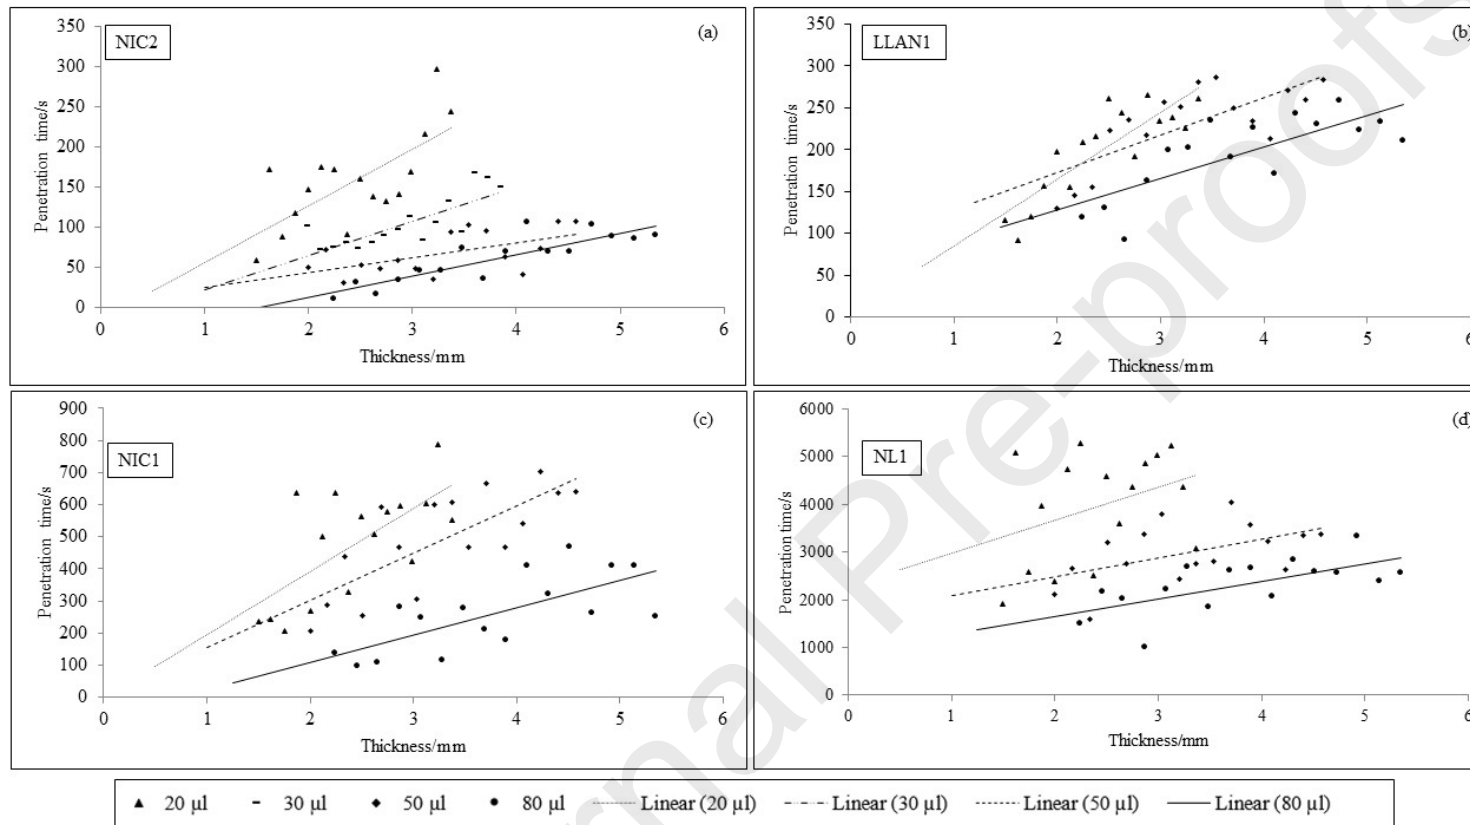 NIC2
(a)
350
300
250
200
150
100
50
0
Penetration time/s
0 1 2 3 4 5 6
Thickness/mm
LLAN1
(b)
350
300
250
200
150
100
50
0
Penetration time/s
0 1 2 3 4 5 6
Thickness/mm
NIC1
(c)
900
800
700
600
500
400
300
200
100
0
Penetration time/s
0 1 2 3 4 5 6
Thickness/mm
NL1
(d)
6000
5000
4000
3000
2000
1000
0
Penetration time/s
0 1 2 3 4 5 6
Thickness/mm
20 µl 30 µl 50 µl 80 µl Linear (20 µl) Linear (30 µl) Linear (50 µl) Linear (80 µl)
rnal Pre-proofs